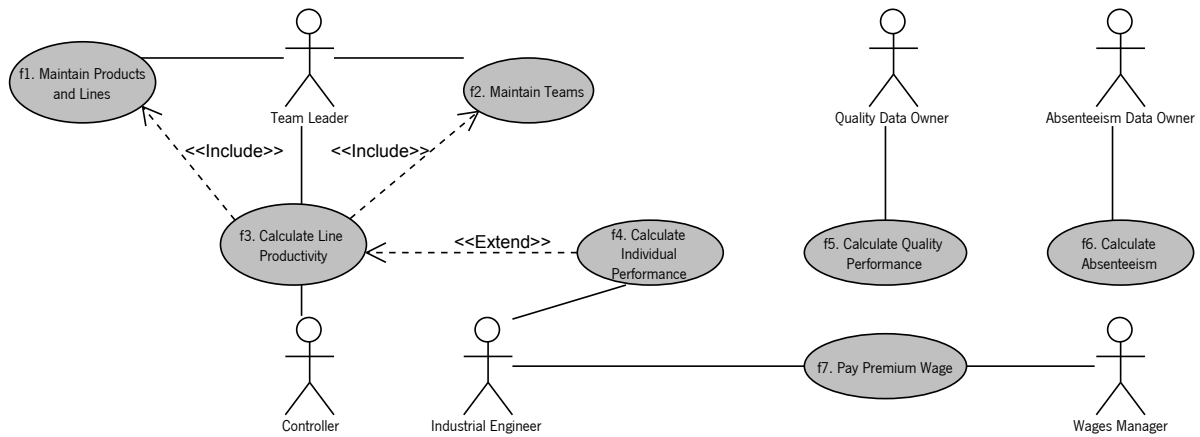 f1. Maintain Products
and Lines
Team Leader
f2. Maintain Teams
Quality Data Owner
Absenteeism Data Owner
<<Include>>
<<Include>>
f3. Calculate Line
Productivity
<<Extend>>
f4. Calculate
Individual
Performance
f5. Calculate Quality
Performance
f6. Calculate
Absenteeism
f7. Pay Premium Wage
Controller
Industrial Engineer
Wages Manager